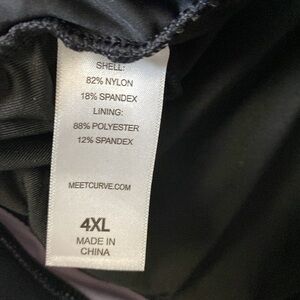 SHELL:
82% NYLON
18% SPANDEX
LINING:
88% POLYESTER
12% SPANDEX
MEETCURVE.COM
4XL
MADE IN
CHINA